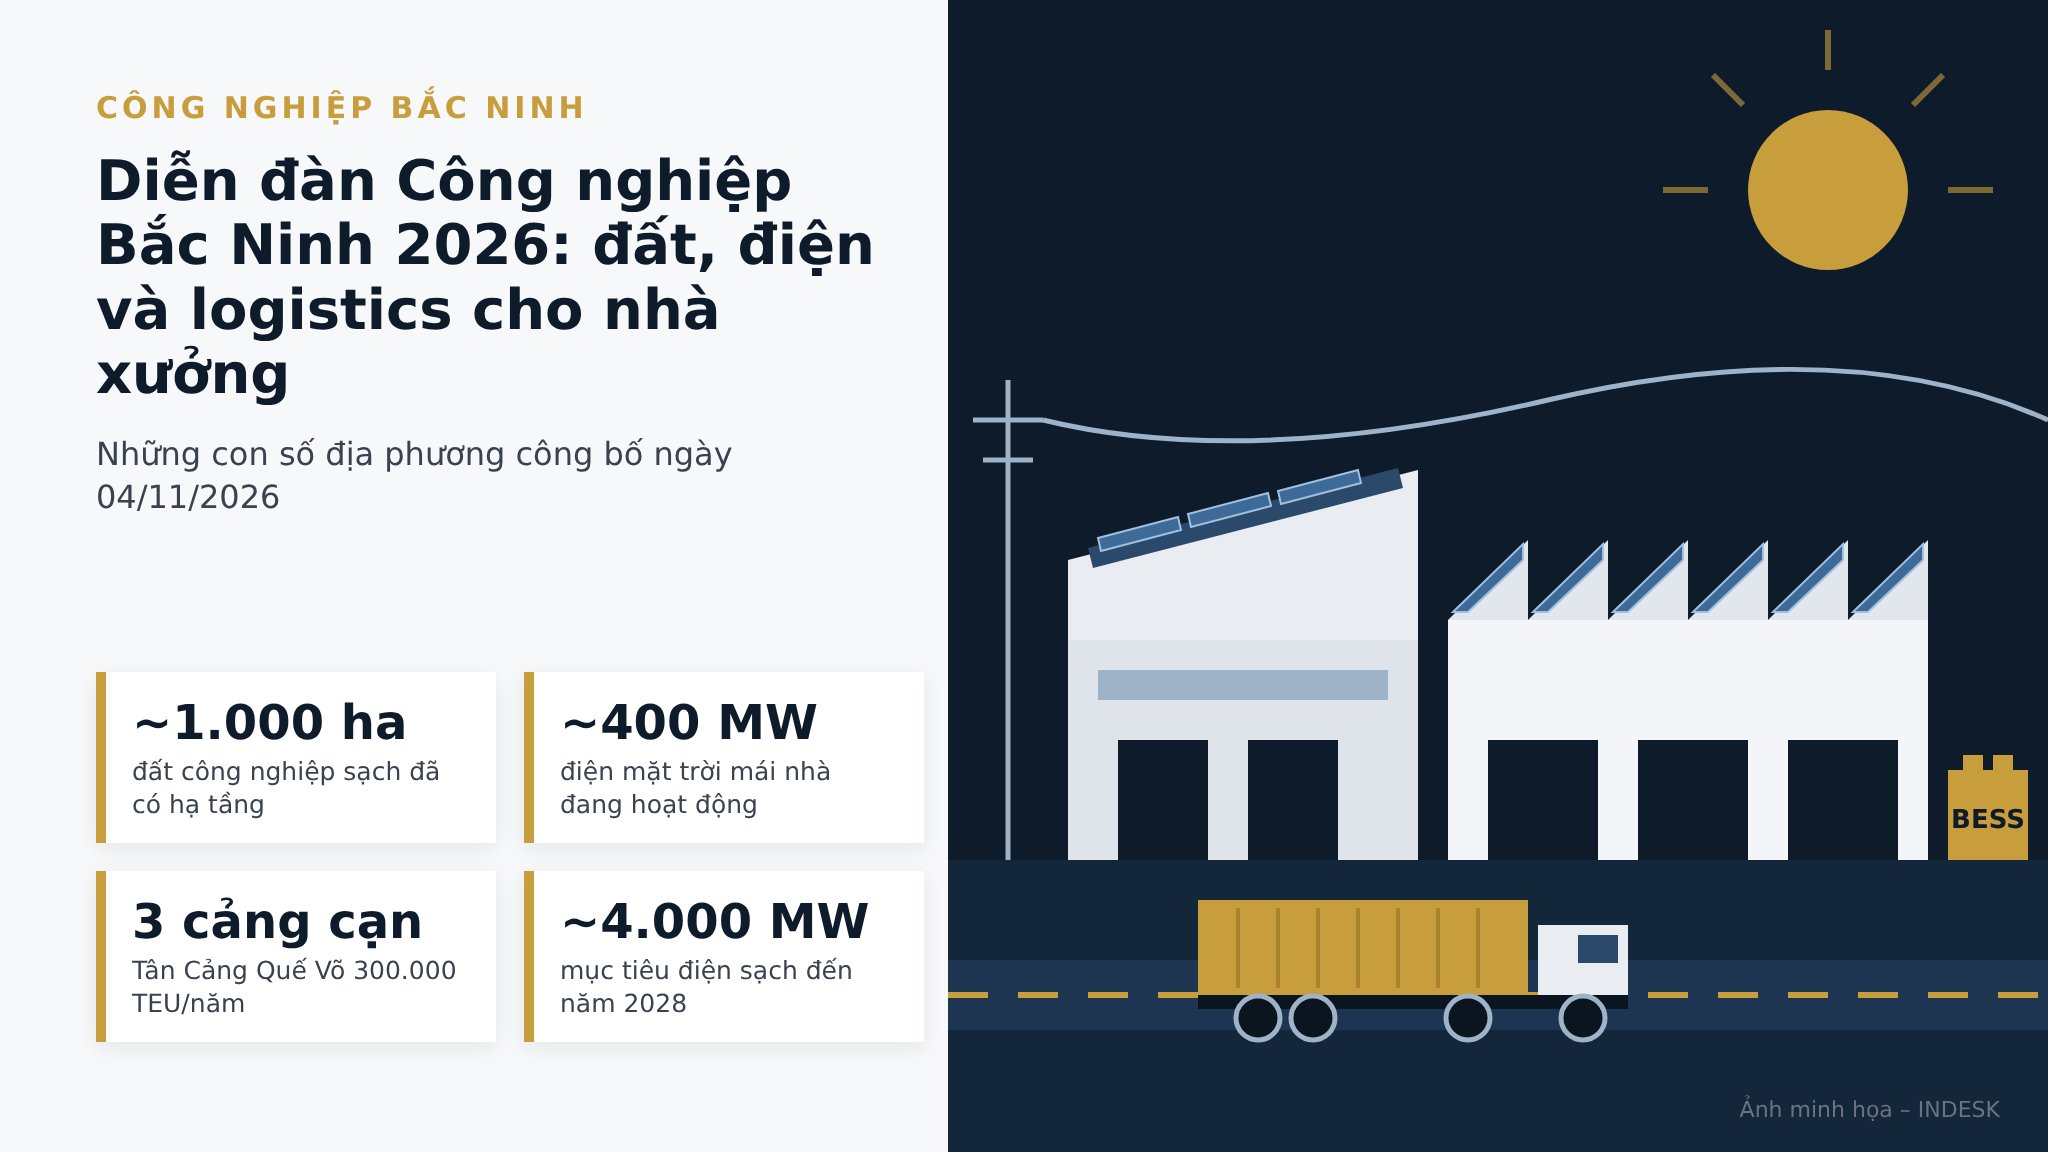 CÔNG NGHIỆP BẮC NINH
Diễn đàn Công nghiệp
Bắc Ninh 2026: đất, điện
và logistics cho nhà
xưởng
Những con số địa phương công bố ngày
04/11/2026
~1.000 ha
đất công nghiệp sạch đã
có hạ tầng
~400 MW
điện mặt trời mái nhà
đang hoạt động
3 cảng cạn
Tân Cảng Quế Võ 300.000
TEU/năm
~4.000 MW
mục tiêu điện sạch đến
năm 2028
BESS
Ảnh minh họa – INDESK